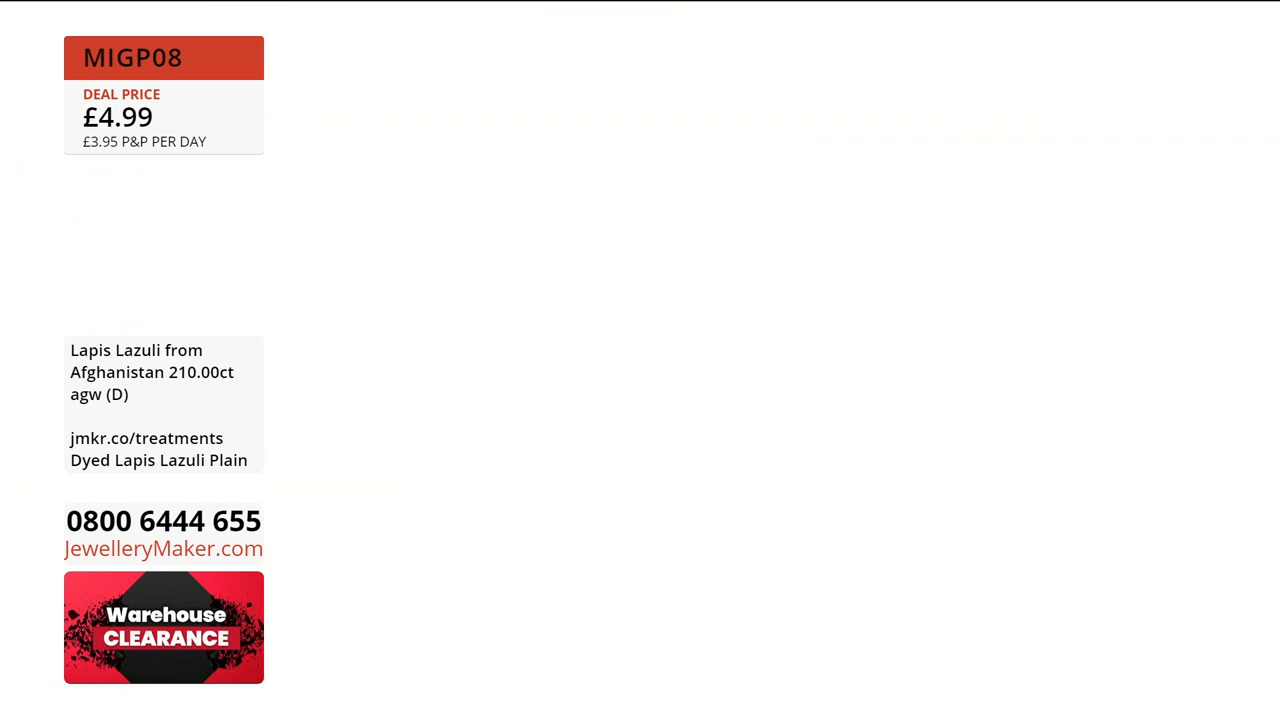 MIGP08
DEAL PRICE
£4.99
£3.95 P&P PER DAY
Lapis Lazuli from
Afghanistan 210.00ct
agw (D)
jmkr.co/treatments
Dyed Lapis Lazuli Plain
0800 6444 655
JewelleryMaker.com
Warehouse
CLEARANCE